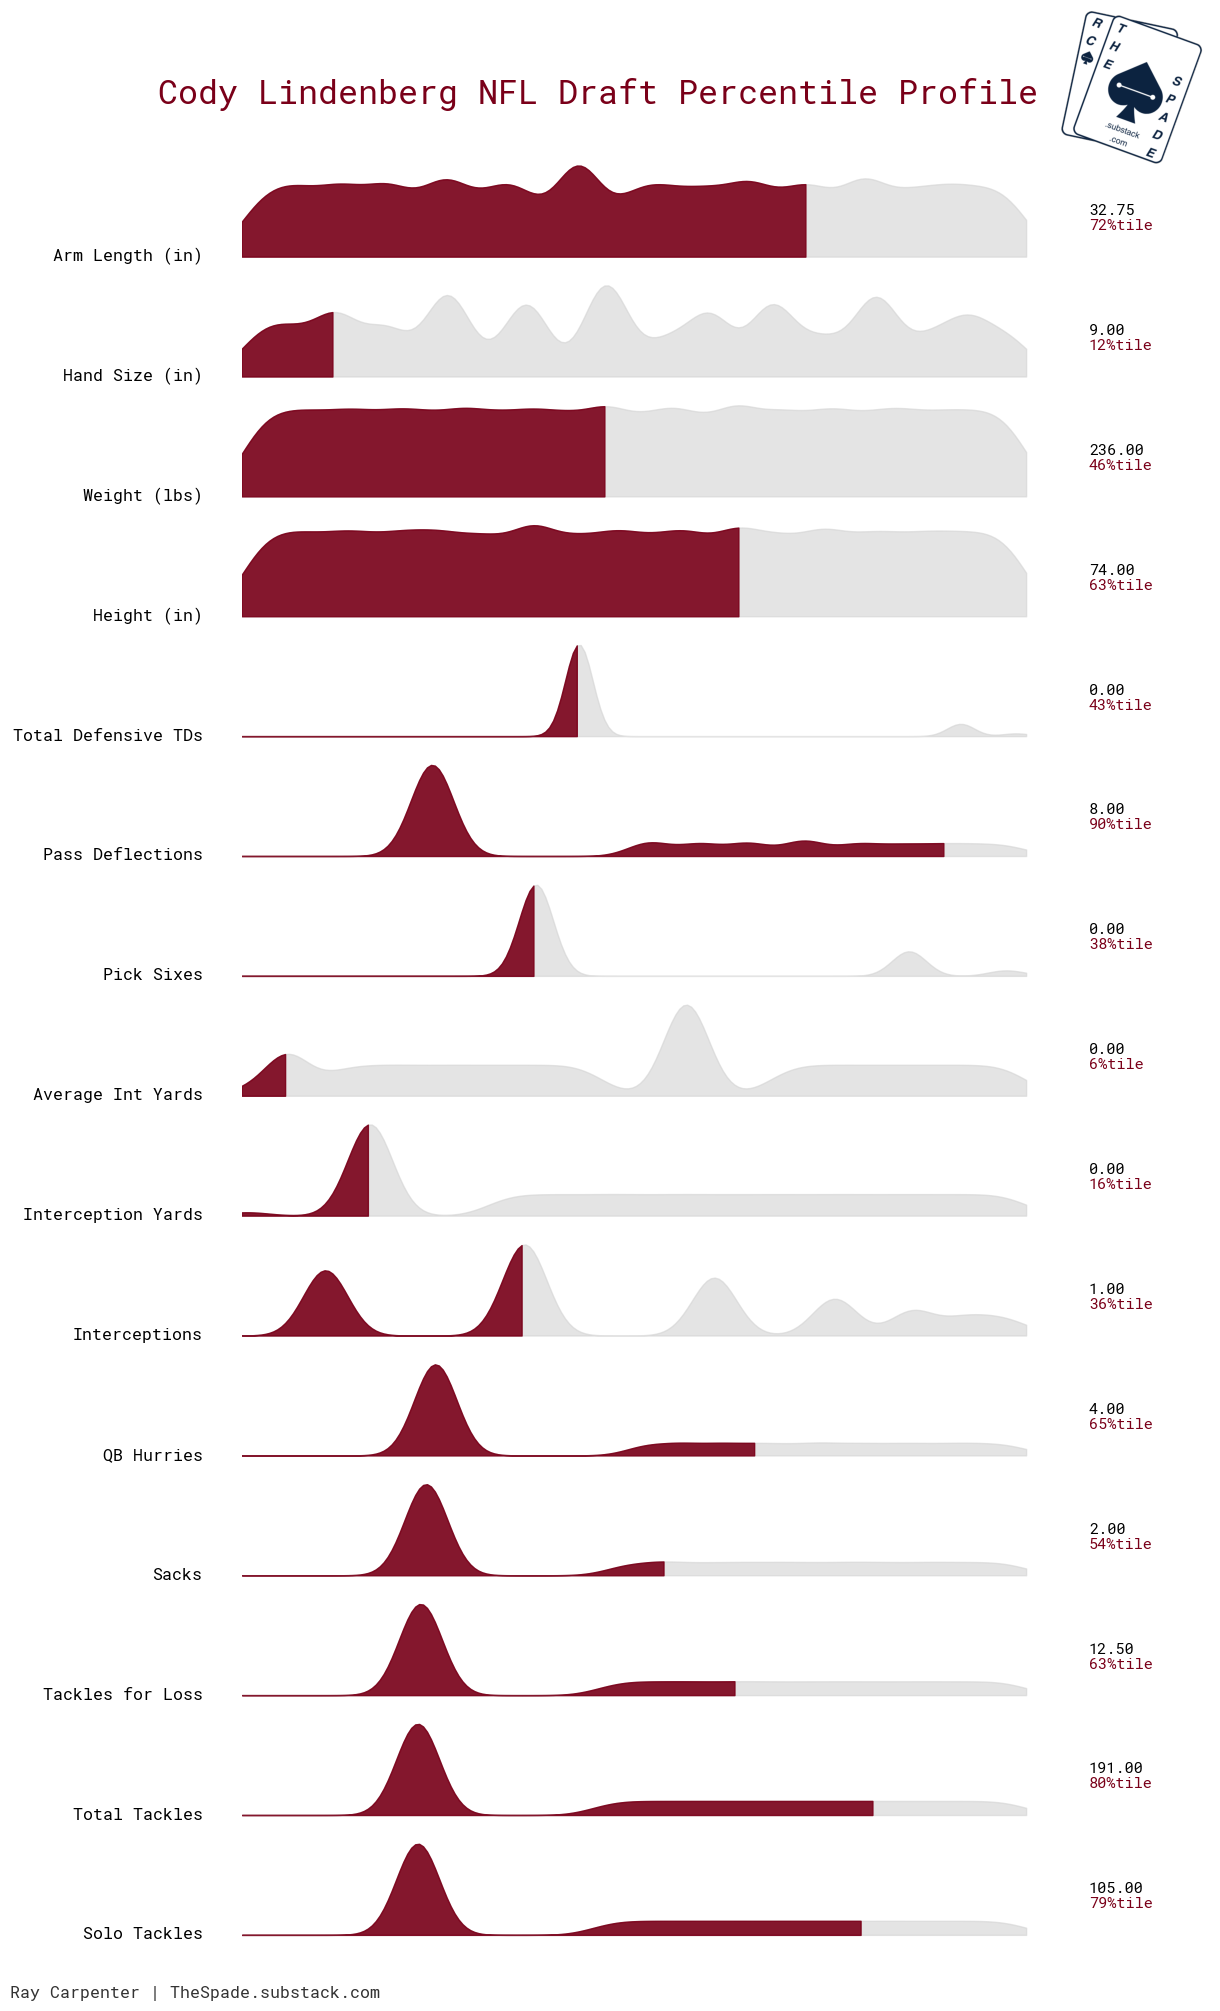 R
C
T
H
E
S
P
A
D
E
.substack
.com
Cody Lindenberg NFL Draft Percentile Profile
Arm Length (in)
32.75
72%tile
Hand Size (in)
9.00
12%tile
Weight (lbs)
236.00
46%tile
Height (in)
74.00
63%tile
Total Defensive TDs
0.00
43%tile
Pass Deflections
8.00
90%tile
Pick Sixes
0.00
38%tile
Average Int Yards
0.00
6%tile
Interception Yards
0.00
16%tile
Interceptions
1.00
36%tile
QB Hurries
4.00
65%tile
Sacks
2.00
54%tile
Tackles for Loss
12.50
63%tile
Total Tackles
191.00
80%tile
Solo Tackles
105.00
79%tile
Ray Carpenter | TheSpade.substack.com